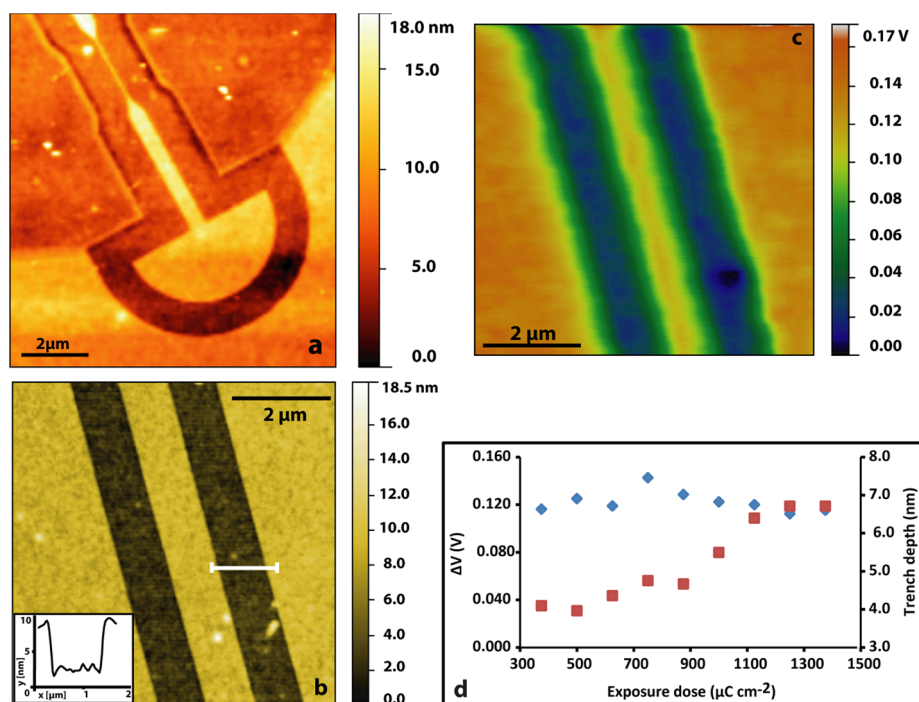 18.0 nm
15.0
10.0
5.0
0.0
2μm
a
c
0.17 V
0.14
0.12
0.10
0.08
0.06
0.04
0.02
0.00
2 μm
18.5 nm
16.0
14.0
12.0
10.0
8.0
6.0
4.0
2.0
0.0
2 μm
10
y [nm]
0
0 x [μm] 1 2
b
0.160
0.120
0.080
0.040
0.000
ΔV (V)
8.0
7.0
6.0
5.0
4.0
3.0
Trench depth (nm)
300 500 700 900 1100 1300 1500
d Exposure dose (μC cm-2)